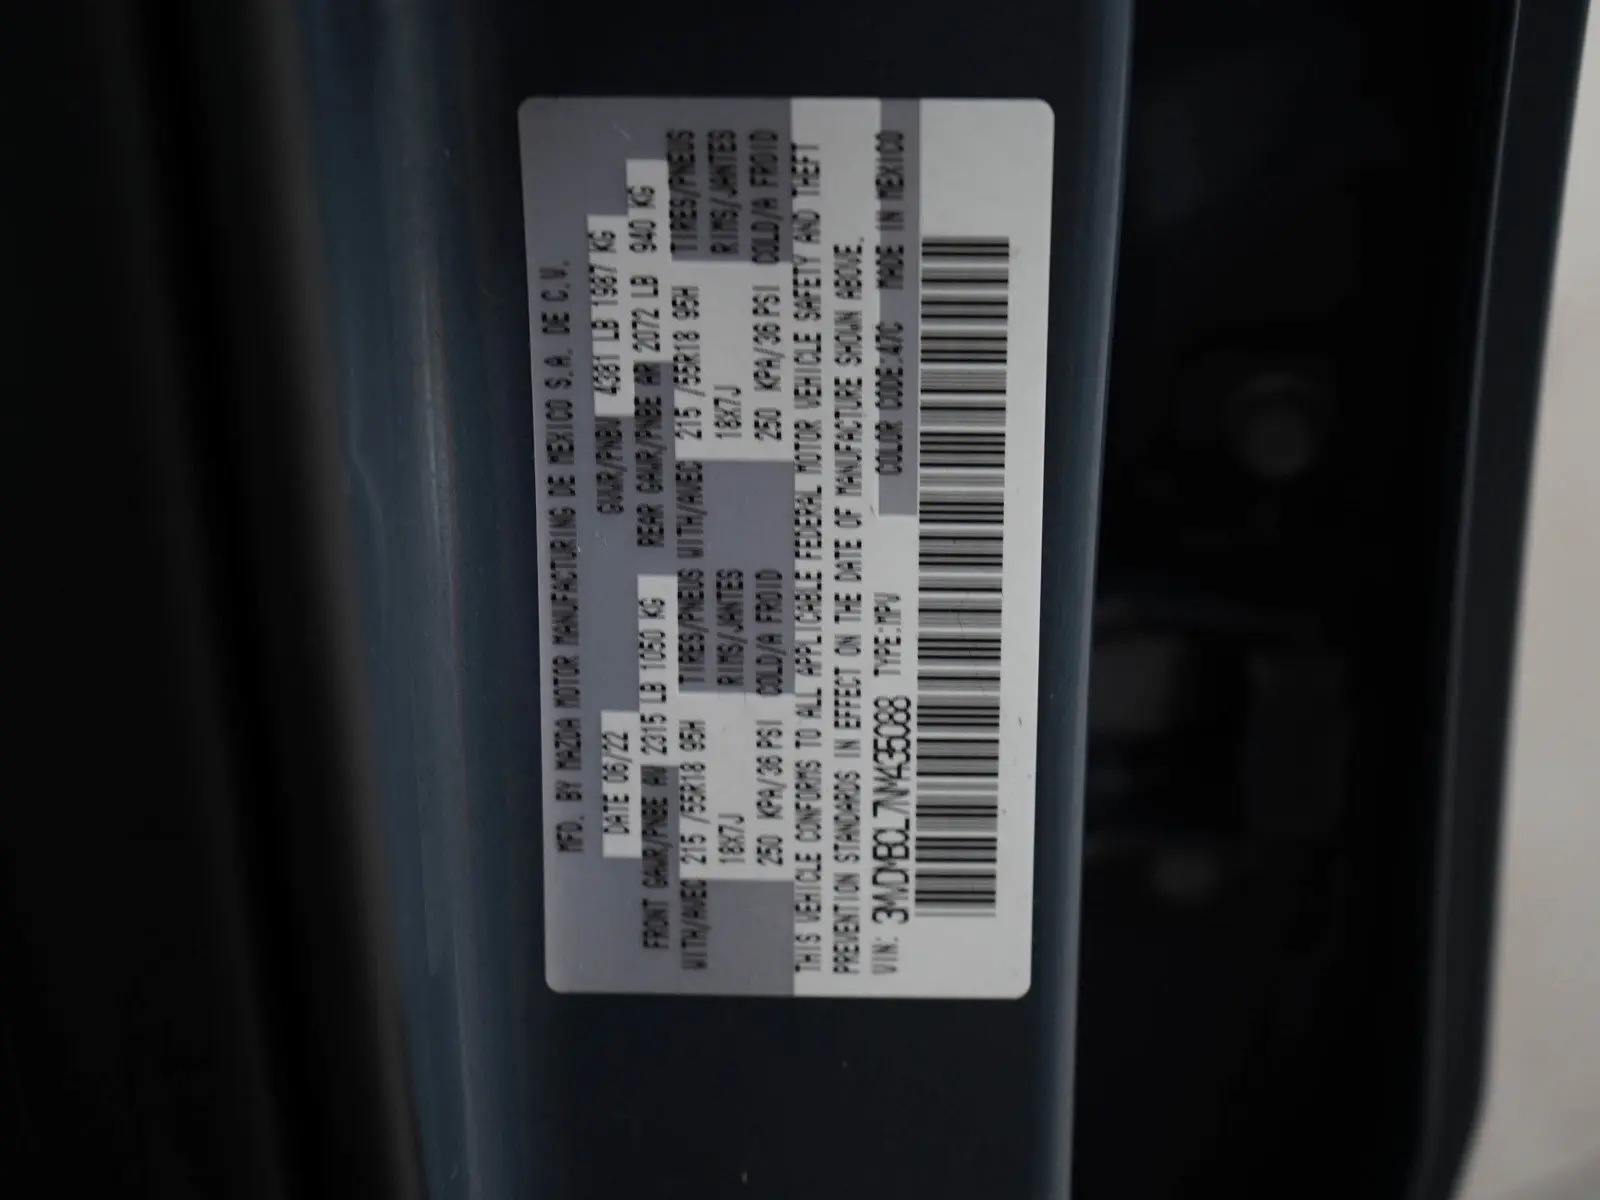 MFD. BY MAZDA MOTOR MANUFACTURING DE MEXICO S.A. DE C.V.
DATE 06/22 GVWR/PNBV 4381 LB 1987 KG
FRONT GAWR/PNBE AV 2315 LB 1050 KG REAR GAWR/PNBE AR 2072 LB 940 KG
WITH/AVEC 215 /55R18 95H TIRES/PNEUS WITH/AVEC 215 /55R18 95H TIRES/PNEUS
18X7J RIMS/JANTES 18X7J RIMS/JANTES
250 KPA/36 PSI COLD/A FROID 250 KPA/36 PSI COLD/A FROID
THIS VEHICLE CONFORMS TO ALL APPLICABLE FEDERAL MOTOR VEHICLE SAFETY AND THEFT
PREVENTION STANDARDS IN EFFECT ON THE DATE OF MANUFACTURE SHOWN ABOVE.
VIN: 3MVDMBCL7NM435088 TYPE:MPV COLOR CODE:47C MADE IN MEXICO